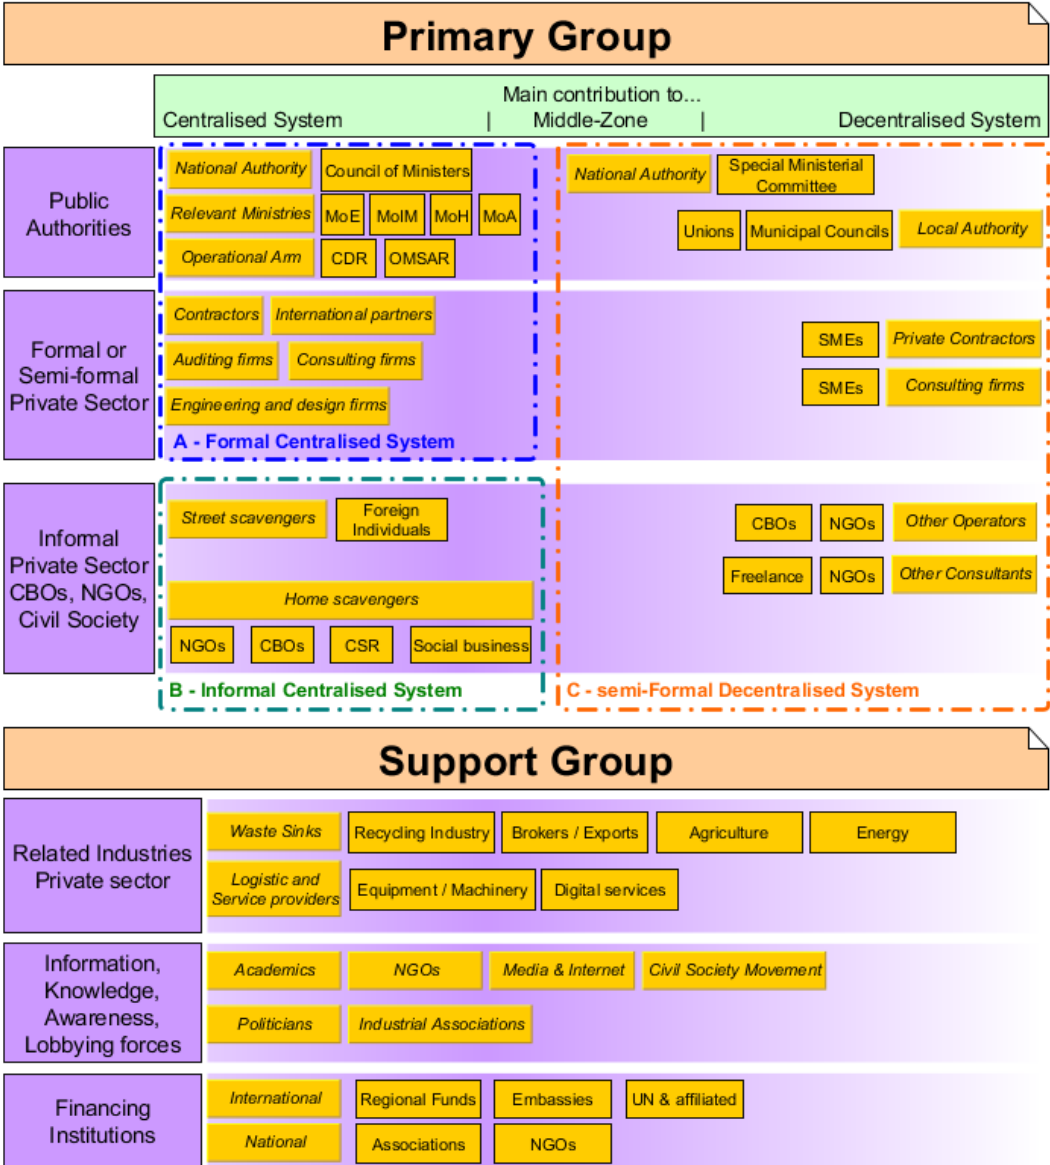 Primary Group
Main contribution to...
Centralised System | Middle-Zone | Decentralised System
Public
Authorities
National Authority
Council of Ministers
Relevant Ministries
MoE
MoIM
MoH
MoA
Operational Arm
CDR
OMSAR
National Authority
Special Ministerial
Committee
Unions
Municipal Councils
Local Authority
Formal or
Semi-formal
Private Sector
Contractors
International partners
Auditing firms
Consulting firms
Engineering and design firms
A - Formal Centralised System
SMEs
Private Contractors
SMEs
Consulting firms
Informal
Private Sector
CBOs, NGOs,
Civil Society
Street scavengers
Foreign
Individuals
Home scavengers
NGOs
CBOs
CSR
Social business
B - Informal Centralised System
CBOs
NGOs
Other Operators
Freelance
NGOs
Other Consultants
C - semi-Formal Decentralised System
Support Group
Related Industries
Private sector
Waste Sinks
Recycling Industry
Brokers / Exports
Agriculture
Energy
Logistic and
Service providers
Equipment / Machinery
Digital services
Information,
Knowledge,
Awareness,
Lobbying forces
Academics
NGOs
Media & Internet
Civil Society Movement
Politicians
Industrial Associations
Financing
Institutions
International
Regional Funds
Embassies
UN & affiliated
National
Associations
NGOs